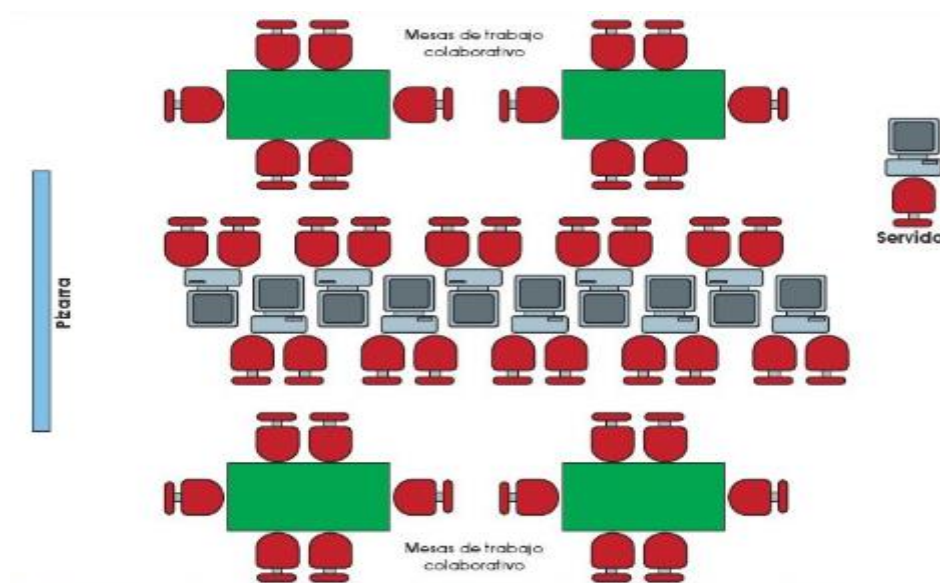 Mesas de trabajo
colaborativo
Servido
Pizarra
Mesas de trabajo
colaborativo